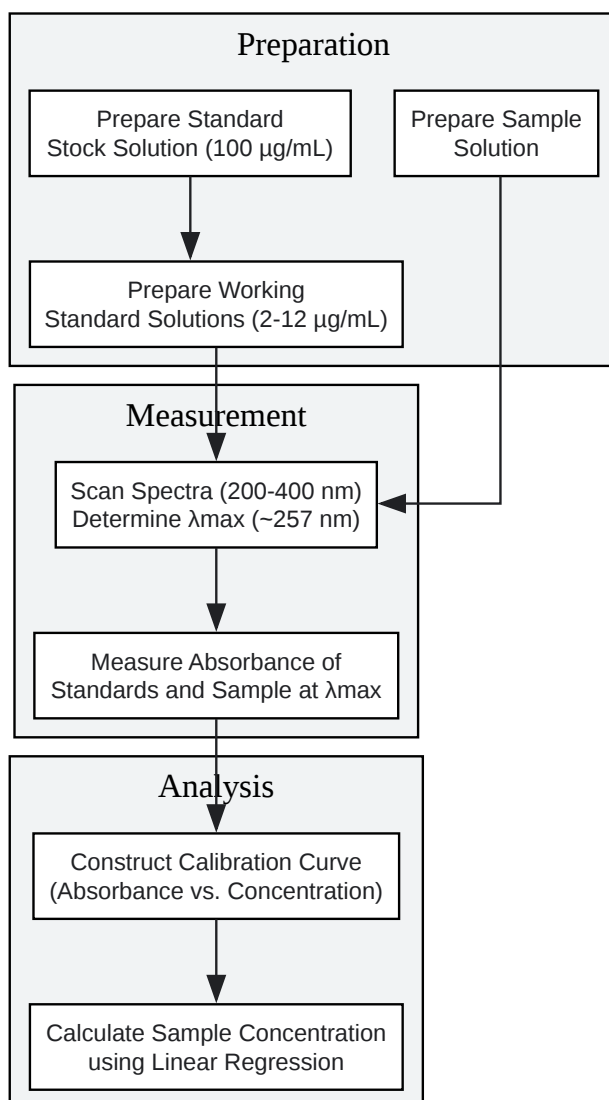 Preparation
Prepare Standard
Stock Solution (100 µg/mL)
Prepare Sample
Solution
Prepare Working
Standard Solutions (2-12 µg/mL)
Measurement
Scan Spectra (200-400 nm)
Determine λmax (~257 nm)
Measure Absorbance of
Standards and Sample at λmax
Analysis
Construct Calibration Curve
(Absorbance vs. Concentration)
Calculate Sample Concentration
using Linear Regression